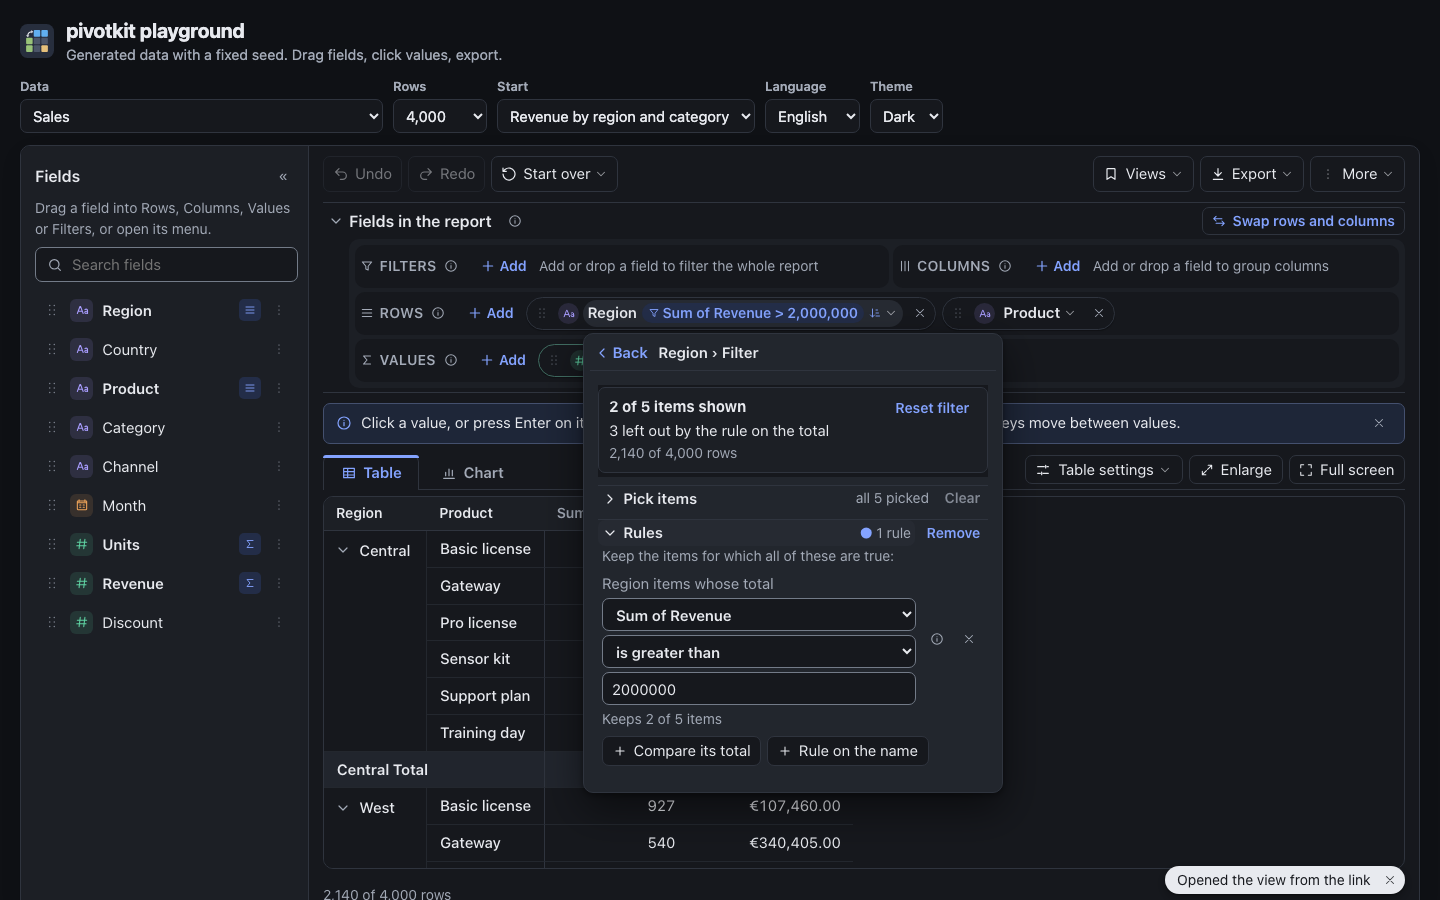 pivotkit playground
Generated data with a fixed seed. Drag fields, click values, export.
Data
Rows
Start
Language
Theme
Sales
4,000
Revenue by region and category
English
Dark
Fields
«
Drag a field into Rows, Columns, Values
or Filters, or open its menu.
Search fields
Aa Region
Aa Country
Aa Product
Aa Category
Aa Channel
Month
# Units Σ
# Revenue Σ
# Discount
Undo
Redo
Start over
Views
Export
More
Fields in the report
Swap rows and columns
FILTERS + Add Add or drop a field to filter the whole report
COLUMNS + Add Add or drop a field to group columns
ROWS + Add Aa Region Sum of Revenue > 2,000,000 Aa Product
Σ VALUES + Add #
Back Region › Filter
2 of 5 items shown
Reset filter
3 left out by the rule on the total
2,140 of 4,000 rows
Pick items all 5 picked Clear
Rules 1 rule Remove
Keep the items for which all of these are true:
Region items whose total
Sum of Revenue
is greater than
2000000
Keeps 2 of 5 items
+ Compare its total
+ Rule on the name
Click a value, or press Enter on it
eys move between values.
Table
Chart
Table settings
Enlarge
Full screen
Region Product Sum
Central Basic license
Gateway
Pro license
Sensor kit
Support plan
Training day
Central Total
West Basic license 927 €107,460.00
Gateway 540 €340,405.00
2,140 of 4,000 rows
Opened the view from the link